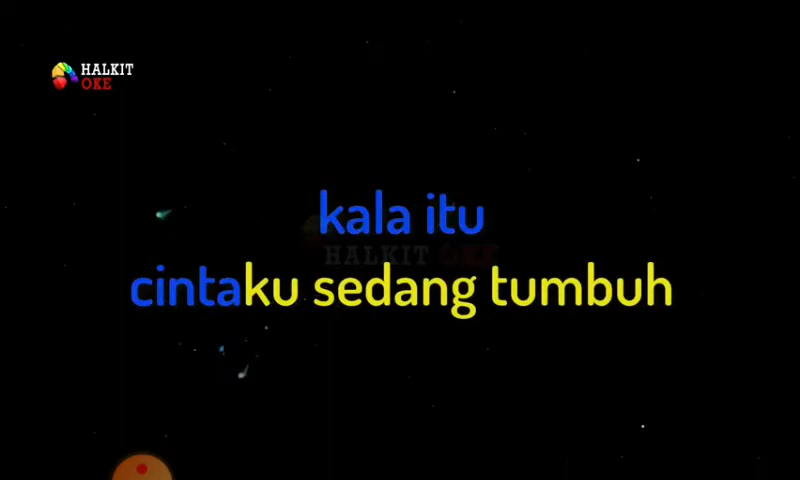 HALKIT
OKE
kala itu
HALKIT OKE
cintaku sedang tumbuh